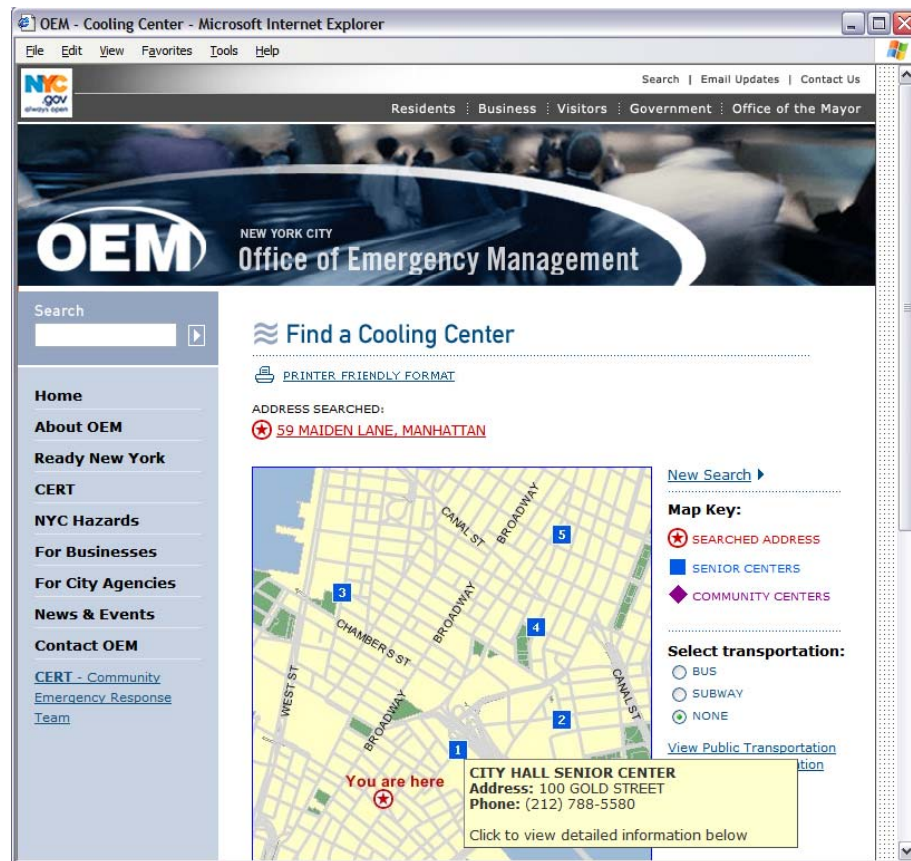 OEM - Cooling Center - Microsoft Internet Explorer
File Edit View Favorites Tools Help
NYC
.gov
always open
Search | Email Updates | Contact Us
Residents Business Visitors Government Office of the Mayor
OEM
NEW YORK CITY
Office of Emergency Management
Search
Find a Cooling Center
PRINTER FRIENDLY FORMAT
ADDRESS SEARCHED:
59 MAIDEN LANE, MANHATTAN
Home
About OEM
Ready New York
CERT
NYC Hazards
For Businesses
For City Agencies
News & Events
Contact OEM
CERT - Community
Emergency Response
Team
CANAL ST
BROADWAY
5
3
BROADWAY
4
CHAMBERS ST
WEST ST
CANAL ST
BROADWAY
2
1
You are here
CITY HALL SENIOR CENTER
Address: 100 GOLD STREET
Phone: (212) 788-5580
Click to view detailed information below
New Search
Map Key:
SEARCHED ADDRESS
SENIOR CENTERS
COMMUNITY CENTERS
Select transportation:
BUS
SUBWAY
NONE
View Public Transportation